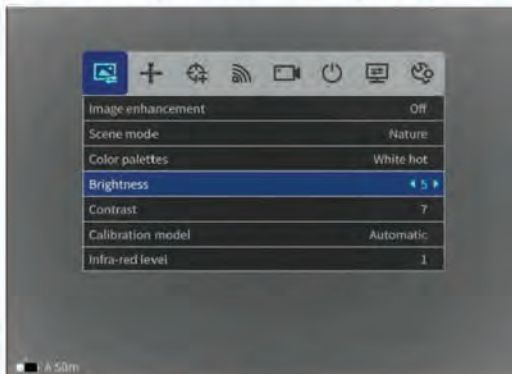 Image enhancement Off
Scene mode Nature
Color palettes White hot
Brightness 5
Contrast 7
Calibration model Automatic
Infra-red level 1
A 50m